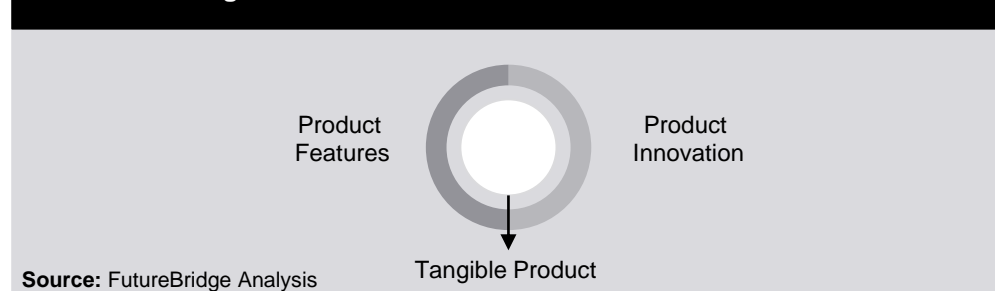 Product
Features
Product
Innovation
Tangible Product
Source: FutureBridge Analysis